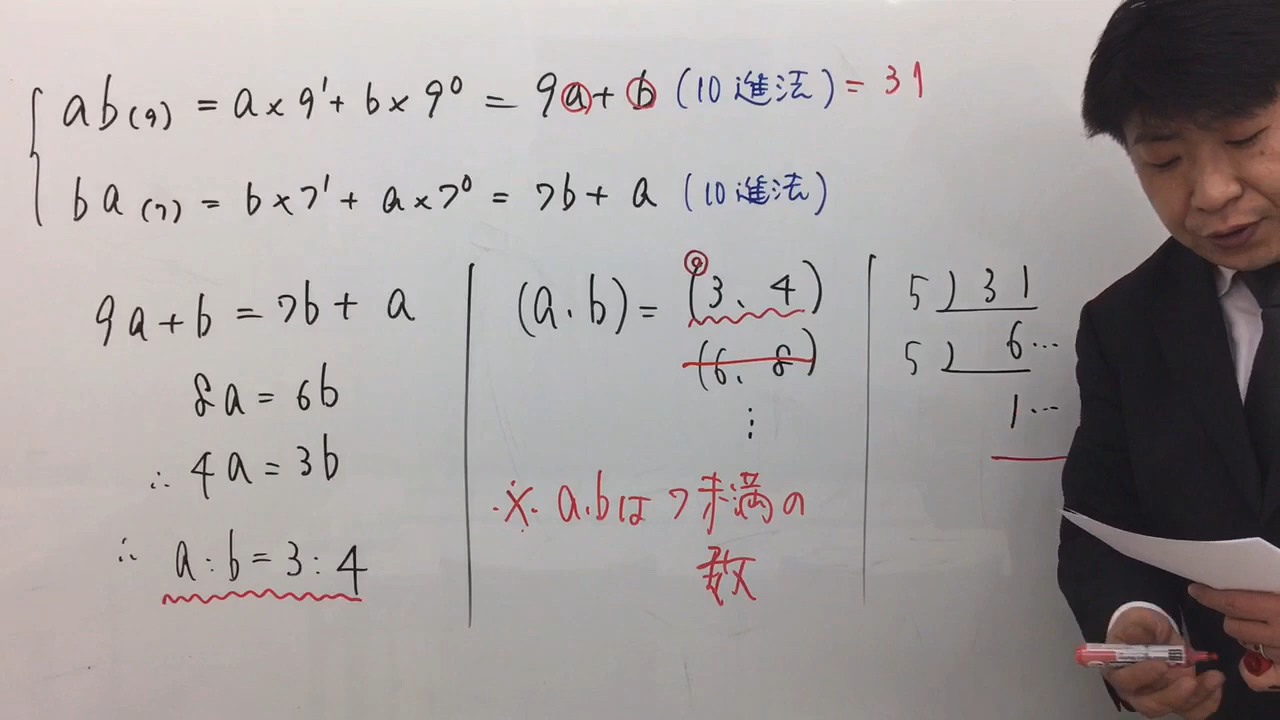 ab(9) = a×9¹ + b×9⁰ = 9a + b (10進法) = 31
ba(7) = b×7¹ + a×7⁰ = 7b + a (10進法)
9a + b = 7b + a
8a = 6b
∴ 4a = 3b
∴ a:b = 3:4
(a.b) = (3、4)
(6、8)
⋮
※ a.bは7未満の
数
5 ) 31
5 ) 6…
1…